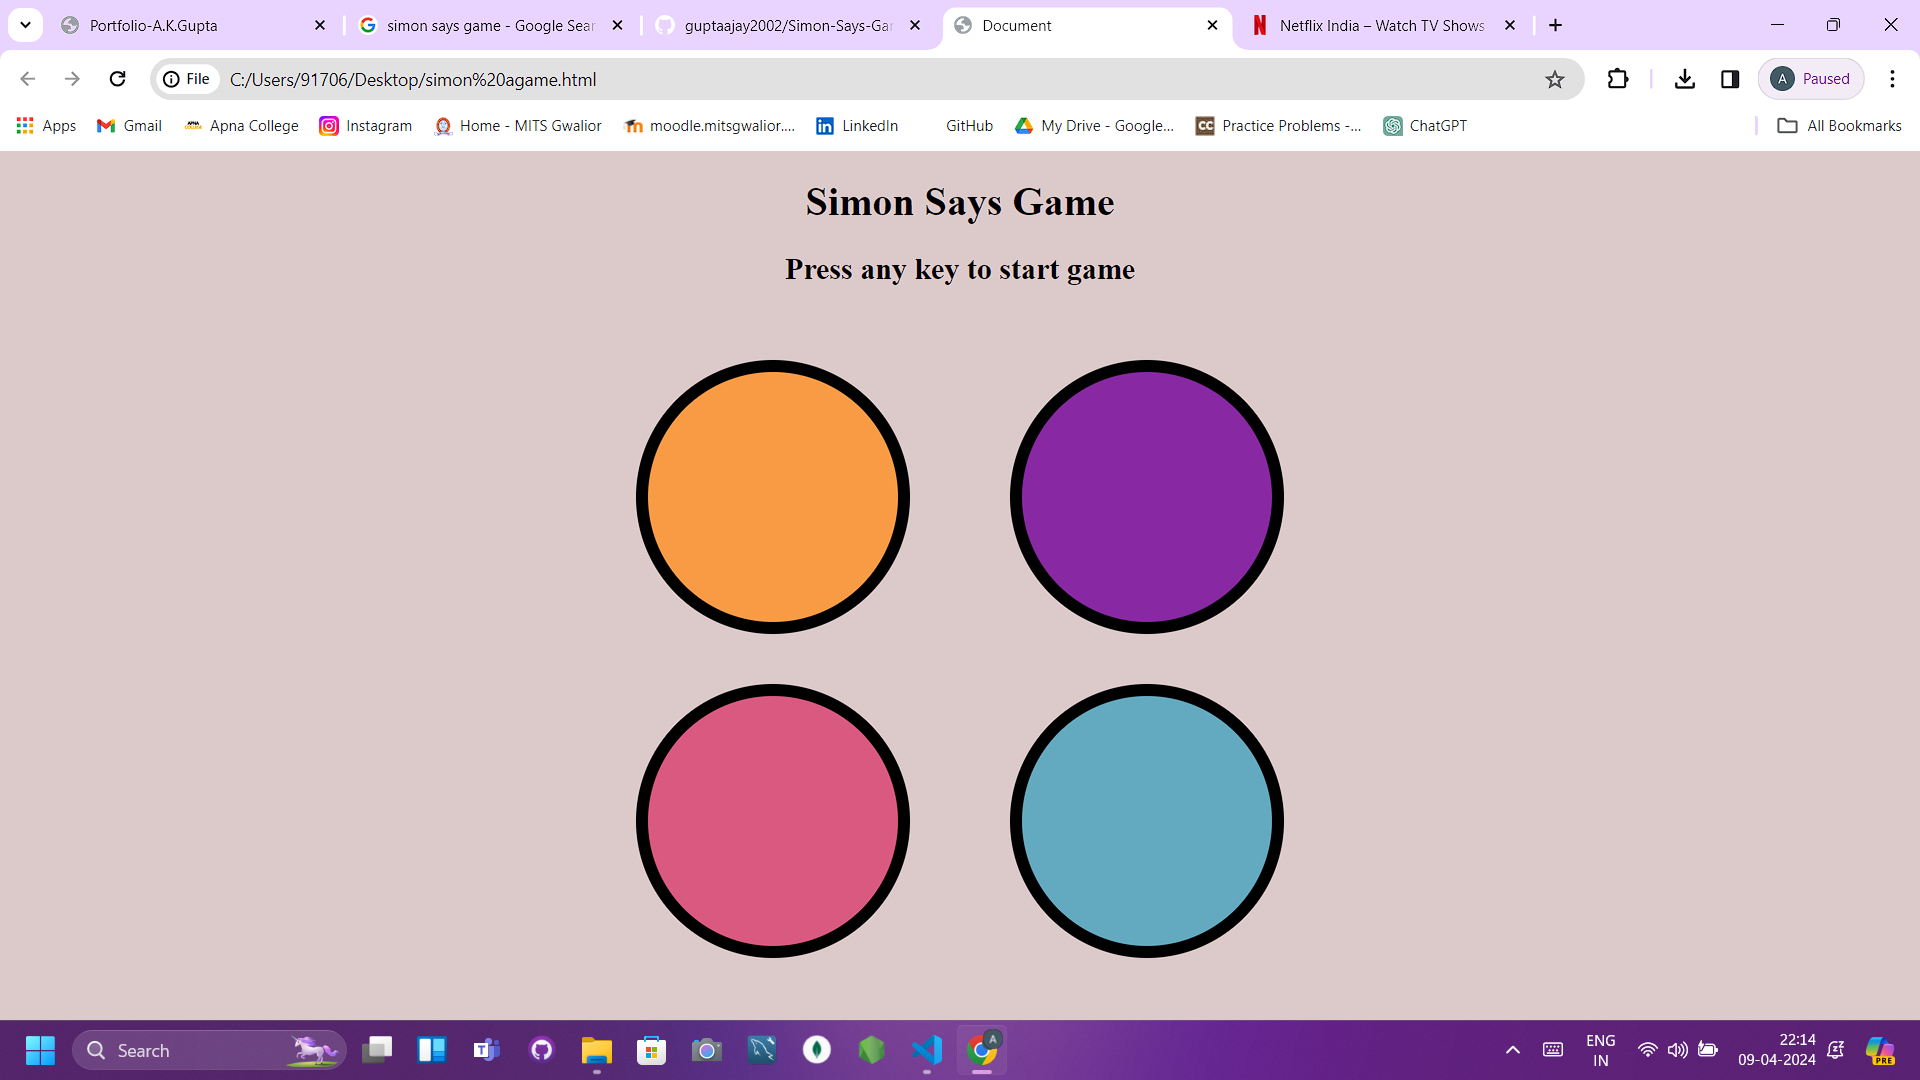 Portfolio-A.K.Gupta
simon says game - Google Sear
guptaajay2002/Simon-Says-Gar
Document
Netflix India – Watch TV Shows
File
C:/Users/91706/Desktop/simon%20agame.html
A Paused
Apps
Gmail
Apna College
Instagram
Home - MITS Gwalior
moodle.mitsgwalior....
LinkedIn
GitHub
My Drive - Google...
CC
Practice Problems -...
ChatGPT
All Bookmarks
Simon Says Game
Press any key to start game
Search
A
ENG
IN
22:14
09-04-2024
PRE